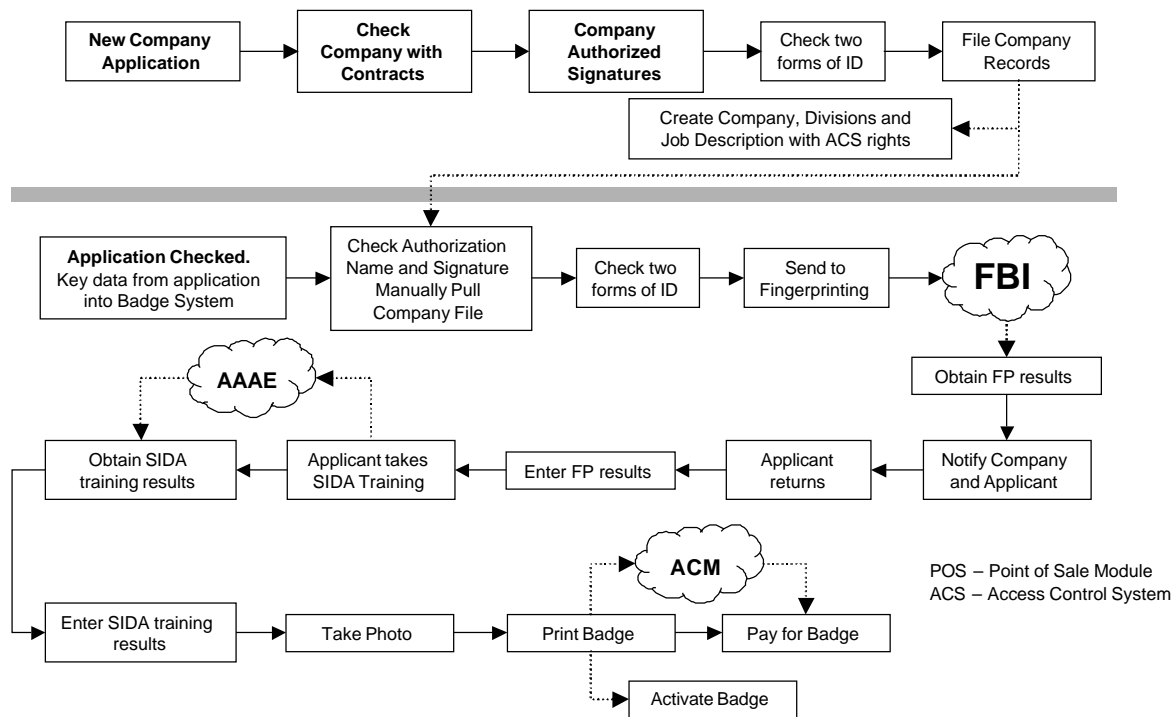 New Company
Application
Check
Company with
Contracts
Company
Authorized
Signatures
Check two
forms of ID
File Company
Records
Create Company, Divisions and
Job Description with ACS rights
Application Checked.
Key data from application
into Badge System
Check Authorization
Name and Signature
Manually Pull
Company File
Check two
forms of ID
Send to
Fingerprinting
FBI
Obtain FP results
Notify Company
and Applicant
Applicant
returns
Enter FP results
Applicant takes
SIDA Training
AAAE
Obtain SIDA
training results
Enter SIDA training
results
Take Photo
Print Badge
ACM
Pay for Badge
Activate Badge
POS – Point of Sale Module
ACS – Access Control System